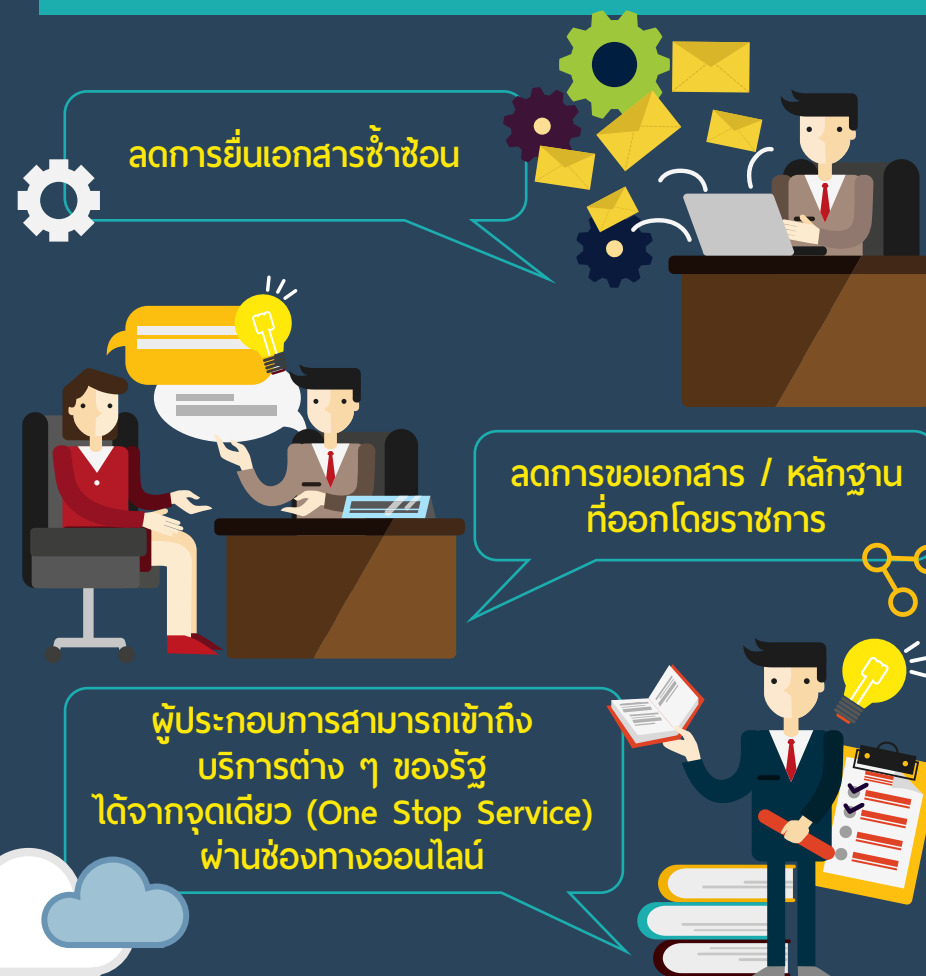 ลดการยื่นเอกสารซ้ำซ้อน
ลดการขอเอกสาร / หลักฐาน
ที่ออกโดยราชการ
ผู้ประกอบการสามารถเข้าถึง
บริการต่าง ๆ ของรัฐ
ได้จากจุดเดียว (One Stop Service)
ผ่านช่องทางออนไลน์